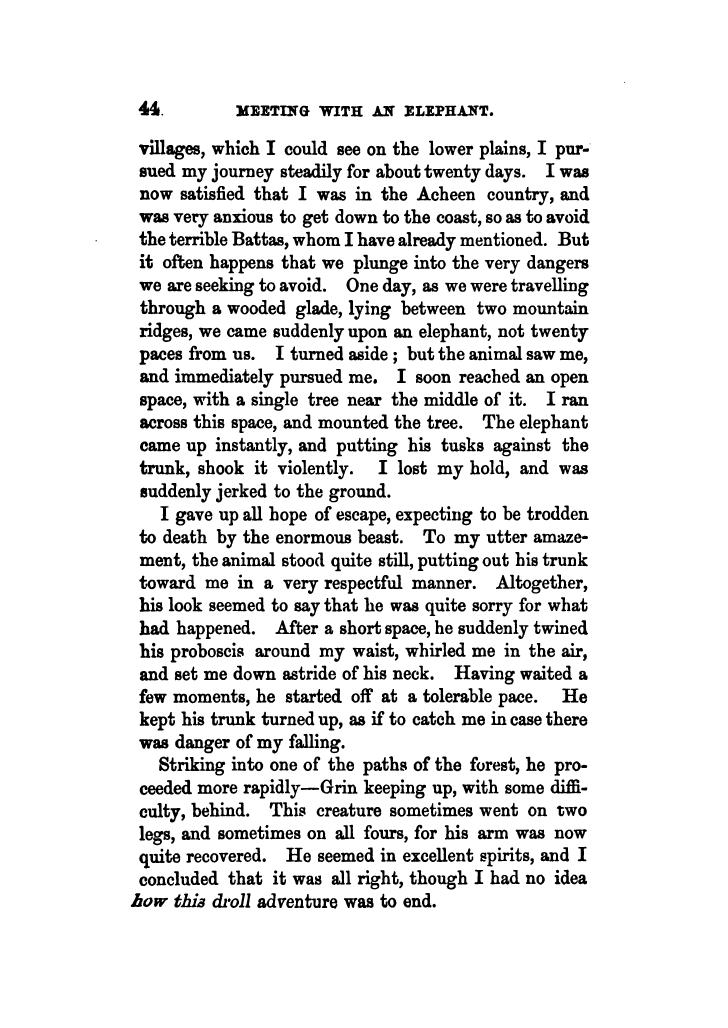 44. MEETING WITH AN ELEPHANT.
villages, which I could see on the lower plains, I pur-
sued my journey steadily for about twenty days. I was
now satisfied that I was in the Acheen country, and
was very anxious to get down to the coast, so as to avoid
the terrible Battas, whom I have already mentioned. But
it often happens that we plunge into the very dangers
we are seeking to avoid. One day, as we were travelling
through a wooded glade, lying between two mountain
ridges, we came suddenly upon an elephant, not twenty
paces from us. I turned aside; but the animal saw me,
and immediately pursued me. I soon reached an open
space, with a single tree near the middle of it. I ran
across this space, and mounted the tree. The elephant
came up instantly, and putting his tusks against the
trunk, shook it violently. I lost my hold, and was
suddenly jerked to the ground.
I gave up all hope of escape, expecting to be trodden
to death by the enormous beast. To my utter amaze-
ment, the animal stood quite still, putting out his trunk
toward me in a very respectful manner. Altogether,
his look seemed to say that he was quite sorry for what
had happened. After a short space, he suddenly twined
his proboscis around my waist, whirled me in the air,
and set me down astride of his neck. Having waited a
few moments, he started off at a tolerable pace. He
kept his trunk turned up, as if to catch me in case there
was danger of my falling.
Striking into one of the paths of the forest, he pro-
ceeded more rapidly—Grin keeping up, with some diffi-
culty, behind. This creature sometimes went on two
legs, and sometimes on all fours, for his arm was now
quite recovered. He seemed in excellent spirits, and I
concluded that it was all right, though I had no idea
how this droll adventure was to end.